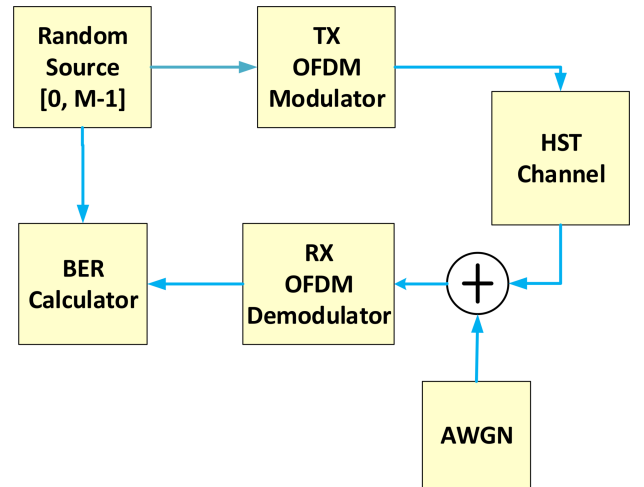 Random
Source
[0, M-1]
TX
OFDM
Modulator
HST
Channel
BER
Calculator
RX
OFDM
Demodulator
AWGN